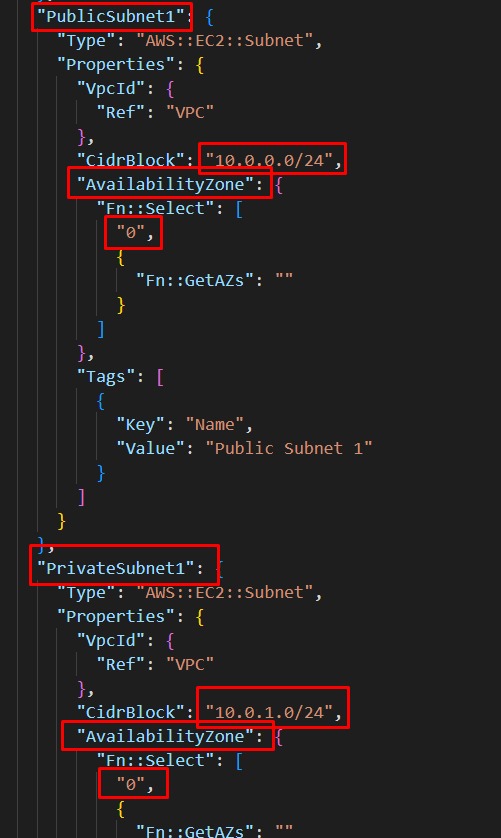 },
"PublicSubnet1": {
"Type": "AWS::EC2::Subnet",
"Properties": {
"VpcId": {
"Ref": "VPC"
},
"CidrBlock": "10.0.0.0/24",
"AvailabilityZone": {
"Fn::Select": [
"0",
{
"Fn::GetAZs": ""
}
]
},
"Tags": [
{
"Key": "Name",
"Value": "Public Subnet 1"
}
]
}
},
"PrivateSubnet1": {
"Type": "AWS::EC2::Subnet",
"Properties": {
"VpcId": {
"Ref": "VPC"
},
"CidrBlock": "10.0.1.0/24",
"AvailabilityZone": {
"Fn::Select": [
"0",
{
"Fn::GetAZs": ""